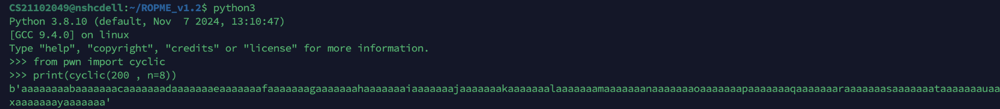 CS21102049@nshcdell:~/ROPME_v1.2$ python3
Python 3.8.10 (default, Nov  7 2024, 13:10:47)
[GCC 9.4.0] on linux
Type "help", "copyright", "credits" or "license" for more information.
>>> from pwn import cyclic
>>> print(cyclic(200 , n=8))
b'aaaaaaaabaaaaaaacaaaaaaadaaaaaaaeaaaaaaafaaaaaaagaaaaaaahaaaaaaaiaaaaaaajaaaaaaakaaaaaaalaaaaaaamaaaaaaanaaaaaaaoaaaaaaapaaaaaaaqaaaaaaaraaaaaaasaaaaaaataaaaaaauaa
xaaaaaaayaaaaaaa'